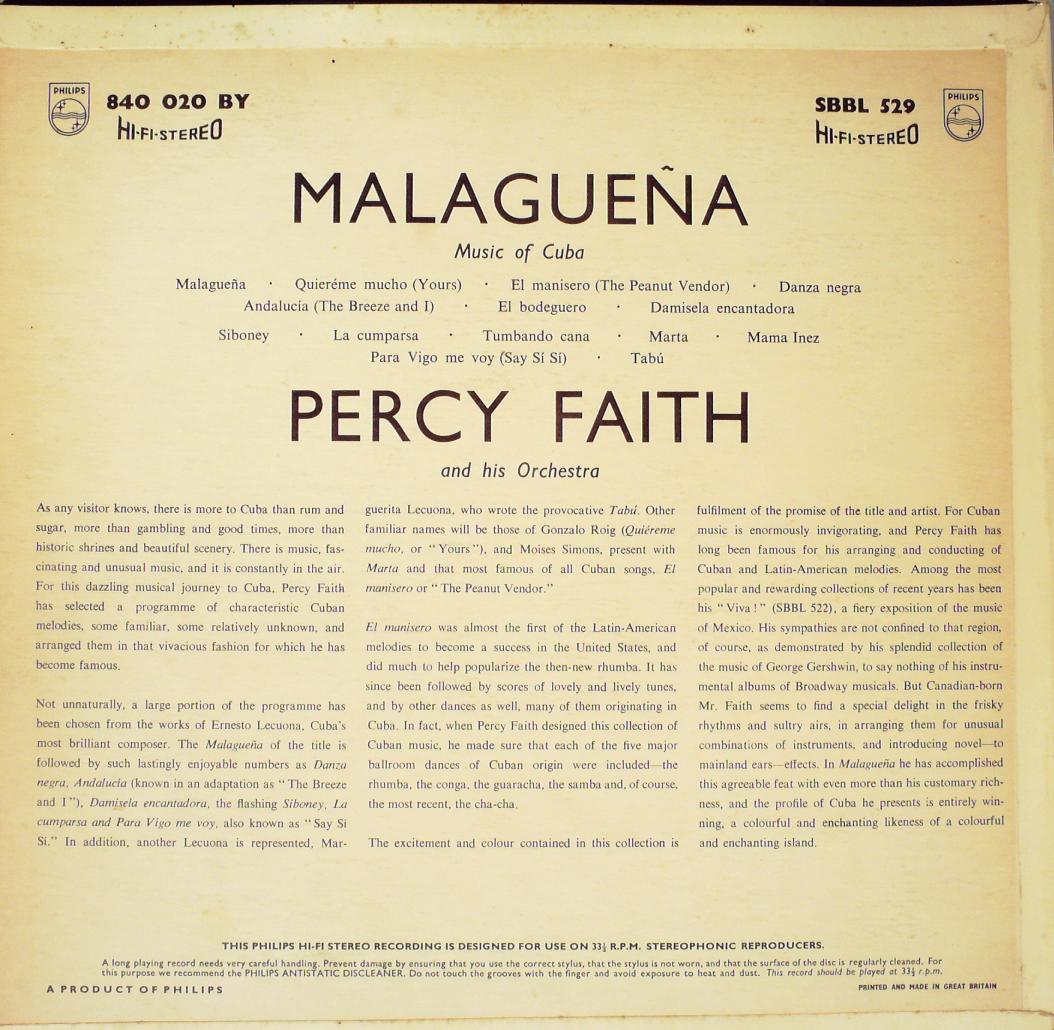 PHILIPS
840 020 BY
HI-FI-STEREO
SBBL 529
HI-FI-STEREO
PHILIPS
MALAGUEÑA
Music of Cuba
Malagueña · Quieréme mucho (Yours) · El manisero (The Peanut Vendor) · Danza negra
Andalucía (The Breeze and I) · El bodeguero · Damisela encantadora
Siboney · La cumparsa · Tumbando cana · Marta · Mama Inez
Para Vigo me voy (Say Sí Sí) · Tabú
PERCY FAITH
and his Orchestra
As any visitor knows, there is more to Cuba than rum and
sugar, more than gambling and good times, more than
historic shrines and beautiful scenery. There is music, fas-
cinating and unusual music, and it is constantly in the air.
For this dazzling musical journey to Cuba, Percy Faith
has selected a programme of characteristic Cuban
melodies, some familiar, some relatively unknown, and
arranged them in that vivacious fashion for which he has
become famous.
Not unnaturally, a large portion of the programme has
been chosen from the works of Ernesto Lecuona, Cuba's
most brilliant composer. The Malagueña of the title is
followed by such lastingly enjoyable numbers as Danza
negra, Andalucía (known in an adaptation as "The Breeze
and I"), Damisela encantadora, the flashing Siboney, La
cumparsa and Para Vigo me voy, also known as "Say Sí
Sí." In addition, another Lecuona is represented, Mar-
guerita Lecuona, who wrote the provocative Tabú. Other
familiar names will be those of Gonzalo Roig (Quiéreme
mucho, or "Yours"), and Moises Simons, present with
Marta and that most famous of all Cuban songs, El
manisero or "The Peanut Vendor."
El manisero was almost the first of the Latin-American
melodies to become a success in the United States, and
did much to help popularize the then-new rhumba. It has
since been followed by scores of lovely and lively tunes,
and by other dances as well, many of them originating in
Cuba. In fact, when Percy Faith designed this collection of
Cuban music, he made sure that each of the five major
ballroom dances of Cuban origin were included—the
rhumba, the conga, the guaracha, the samba and, of course,
the most recent, the cha-cha.
The excitement and colour contained in this collection is
fulfilment of the promise of the title and artist. For Cuban
music is enormously invigorating, and Percy Faith has
long been famous for his arranging and conducting of
Cuban and Latin-American melodies. Among the most
popular and rewarding collections of recent years has been
his "Viva!" (SBBL 522), a fiery exposition of the music
of Mexico. His sympathies are not confined to that region,
of course, as demonstrated by his splendid collection of
the music of George Gershwin, to say nothing of his instru-
mental albums of Broadway musicals. But Canadian-born
Mr. Faith seems to find a special delight in the frisky
rhythms and sultry airs, in arranging them for unusual
combinations of instruments, and introducing novel—to
mainland ears—effects. In Malagueña he has accomplished
this agreeable feat with even more than his customary rich-
ness, and the profile of Cuba he presents is entirely win-
ning, a colourful and enchanting likeness of a colourful
and enchanting island.
THIS PHILIPS HI-FI STEREO RECORDING IS DESIGNED FOR USE ON 33⅓ R.P.M. STEREOPHONIC REPRODUCERS.
A long playing record needs very careful handling. Prevent damage by ensuring that you use the correct stylus, that the stylus is not worn, and that the surface of the disc is regularly cleaned. For
this purpose we recommend the PHILIPS ANTISTATIC DISCLEANER. Do not touch the grooves with the finger and avoid exposure to heat and dust. This record should be played at 33⅓ r.p.m.
A PRODUCT OF PHILIPS
PRINTED AND MADE IN GREAT BRITAIN